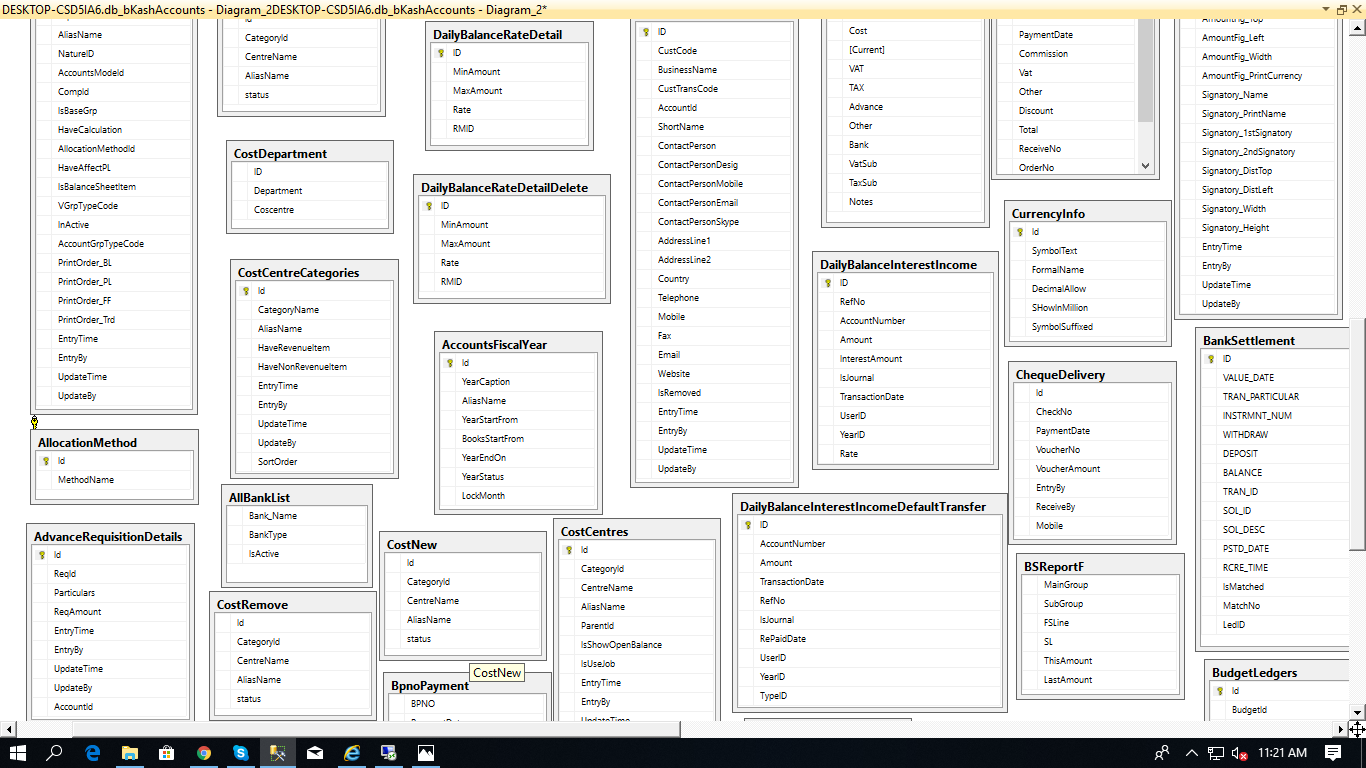 DESKTOP-CSD5IA6.db_bKashAccounts - Diagram_2DESKTOP-CSD5IA6.db_bKashAccounts - Diagram_2*
AliasName
NatureID
AccountsModeId
CompId
IsBaseGrp
HaveCalculation
AllocationMethodId
HaveAffectPL
IsBalanceSheetItem
VGrpTypeCode
InActive
AccountGrpTypeCode
PrintOrder_BL
PrintOrder_PL
PrintOrder_FF
PrintOrder_Trd
EntryTime
EntryBy
UpdateTime
UpdateBy
AllocationMethod
Id
MethodName
AdvanceRequisitionDetails
Id
ReqId
Particulars
ReqAmount
EntryTime
EntryBy
UpdateTime
UpdateBy
AccountId
CategoryId
CentreName
AliasName
status
CostDepartment
ID
Department
Coscentre
CostCentreCategories
Id
CategoryName
AliasName
HaveRevenueItem
HaveNonRevenueItem
EntryTime
EntryBy
UpdateTime
UpdateBy
SortOrder
AllBankList
Bank_Name
BankType
IsActive
CostRemove
Id
CategoryId
CentreName
AliasName
status
DailyBalanceRateDetail
ID
MinAmount
MaxAmount
Rate
RMID
DailyBalanceRateDetailDelete
ID
MinAmount
MaxAmount
Rate
RMID
AccountsFiscalYear
Id
YearCaption
AliasName
YearStartFrom
BooksStartFrom
YearEndOn
YearStatus
LockMonth
CostNew
Id
CategoryId
CentreName
AliasName
status
CostNew
BpnoPayment
BPNO
ID
CustCode
BusinessName
CustTransCode
AccountId
ShortName
ContactPerson
ContactPersonDesig
ContactPersonMobile
ContactPersonEmail
ContactPersonSkype
AddressLine1
AddressLine2
Country
Telephone
Mobile
Fax
Email
Website
IsRemoved
EntryTime
EntryBy
UpdateTime
UpdateBy
CostCentres
Id
CategoryId
CentreName
AliasName
ParentId
IsShowOpenBalance
IsUseJob
EntryTime
EntryBy
UpdateTime
Cost
[Current]
VAT
TAX
Advance
Other
Bank
VatSub
TaxSub
Notes
DailyBalanceInterestIncome
ID
RefNo
AccountNumber
Amount
InterestAmount
IsJournal
TransactionDate
UserID
YearID
Rate
DailyBalanceInterestIncomeDefaultTransfer
ID
AccountNumber
Amount
TransactionDate
RefNo
IsJournal
RePaidDate
UserID
YearID
TypeID
PaymentDate
Commission
Vat
Other
Discount
Total
ReceiveNo
OrderNo
CurrencyInfo
Id
SymbolText
FormalName
DecimalAllow
SHowInMillion
SymbolSuffixed
ChequeDelivery
Id
CheckNo
PaymentDate
VoucherNo
VoucherAmount
EntryBy
ReceiveBy
Mobile
BSReportF
MainGroup
SubGroup
FSLine
SL
ThisAmount
LastAmount
AmountFig_Top
AmountFig_Left
AmountFig_Width
AmountFig_PrintCurrency
Signatory_Name
Signatory_PrintName
Signatory_1stSignatory
Signatory_2ndSignatory
Signatory_DistTop
Signatory_DistLeft
Signatory_Width
Signatory_Height
EntryTime
EntryBy
UpdateTime
UpdateBy
BankSettlement
ID
VALUE_DATE
TRAN_PARTICULAR
INSTRMNT_NUM
WITHDRAW
DEPOSIT
BALANCE
TRAN_ID
SOL_ID
SOL_DESC
PSTD_DATE
RCRE_TIME
IsMatched
MatchNo
LedID
BudgetLedgers
Id
BudgetId
11:21 AM